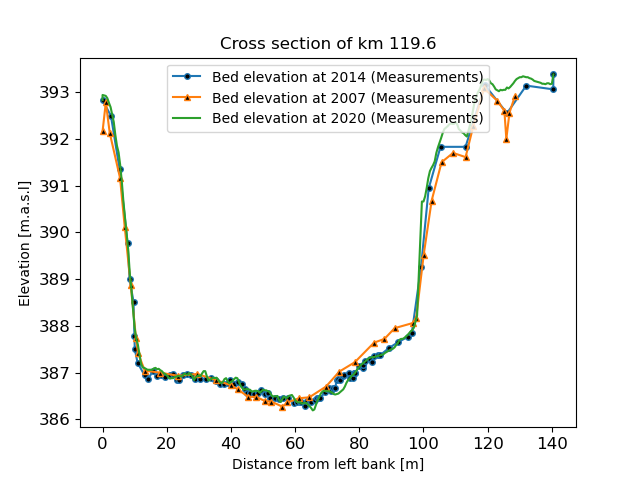 Cross section of km 119.6
Bed elevation at 2014 (Measurements)
Bed elevation at 2007 (Measurements)
Bed elevation at 2020 (Measurements)
Elevation [m.a.s.l]
393
392
391
390
389
388
387
386
0 20 40 60 80 100 120 140
Distance from left bank [m]